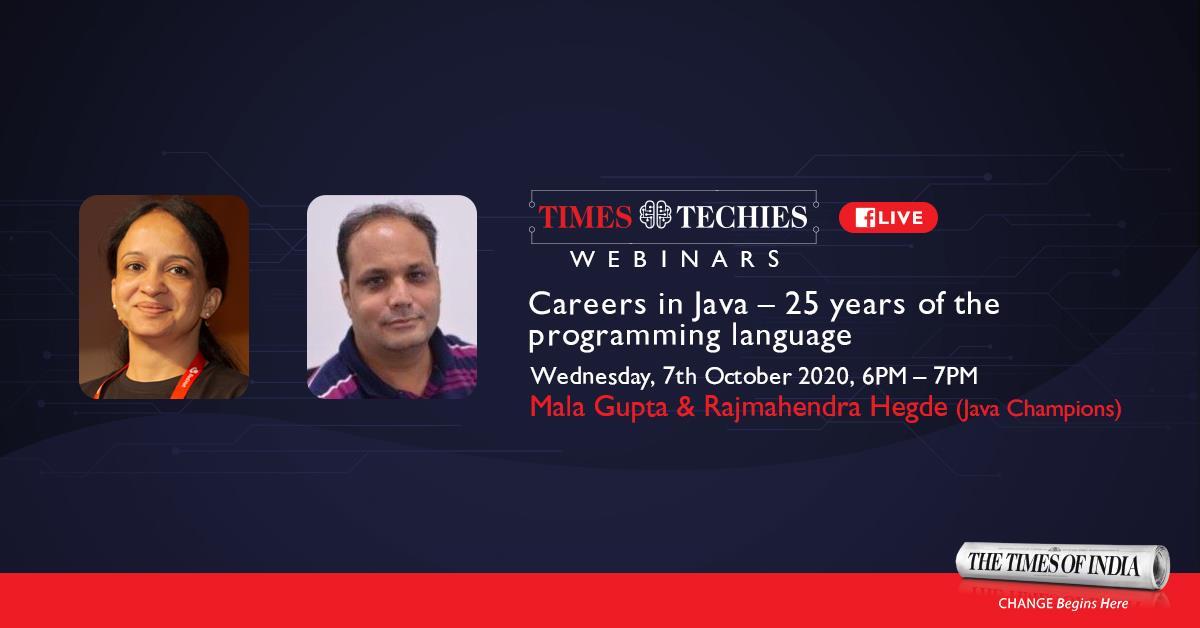 TIMES TECHIES
LIVE
WEBINARS
Careers in Java – 25 years of the
programming language
Wednesday, 7th October 2020, 6PM – 7PM
Mala Gupta & Rajmahendra Hegde (Java Champions)
THE TIMES OF INDIA
CHANGE Begins Here